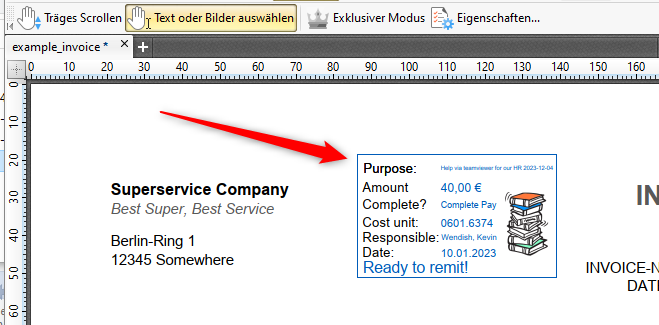 Träges Scrollen Text oder Bilder auswählen Exklusiver Modus Eigenschaften...
example_invoice *
0 10 20 30 40 50 60 70 80 90 100 110 120 130 140 150 160
0
10
20
30
40
50
60
Purpose: Help via teamviewer for our HR 2023-12-04
Amount 40,00 €
Complete? Complete Pay
Cost unit: 0601.6374
Responsible: Wendish, Kevin
Date: 10.01.2023
Ready to remit!
Superservice Company
Best Super, Best Service
Berlin-Ring 1
12345 Somewhere
IN
INVOICE-N
DATE